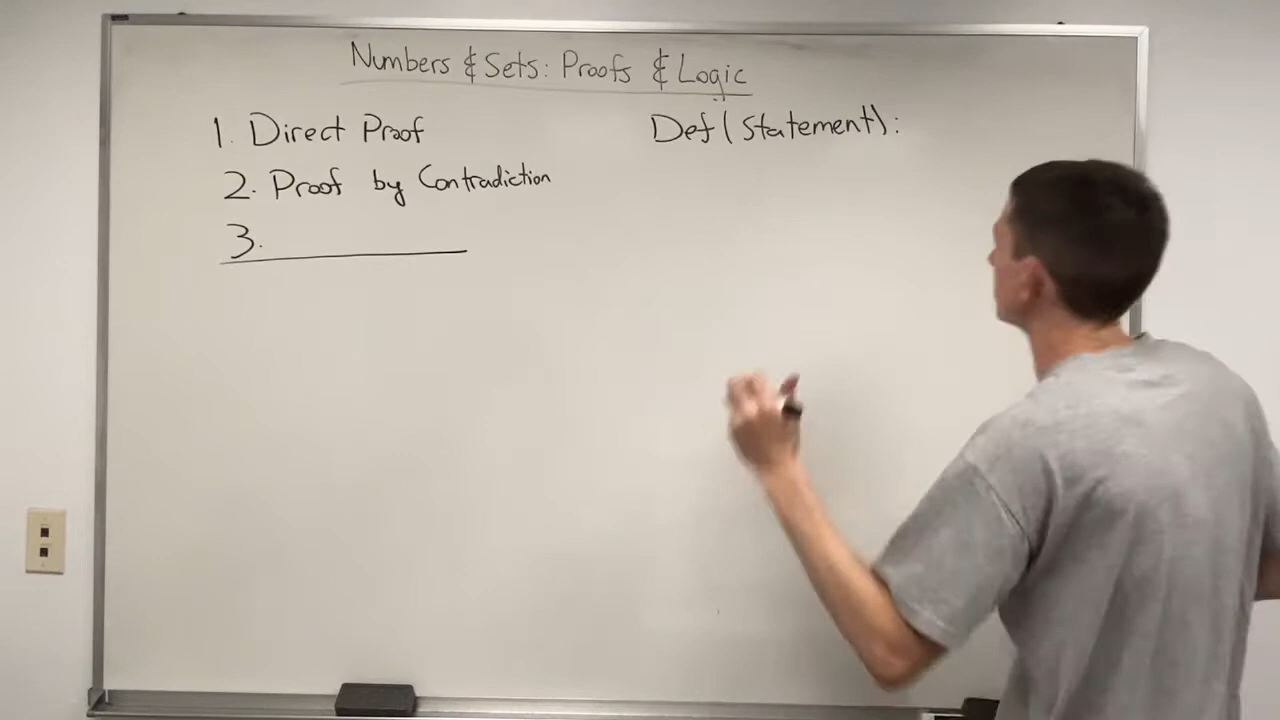 Numbers & Sets: Proofs & Logic
1. Direct Proof
2. Proof by Contradiction
3.
Def (Statement):